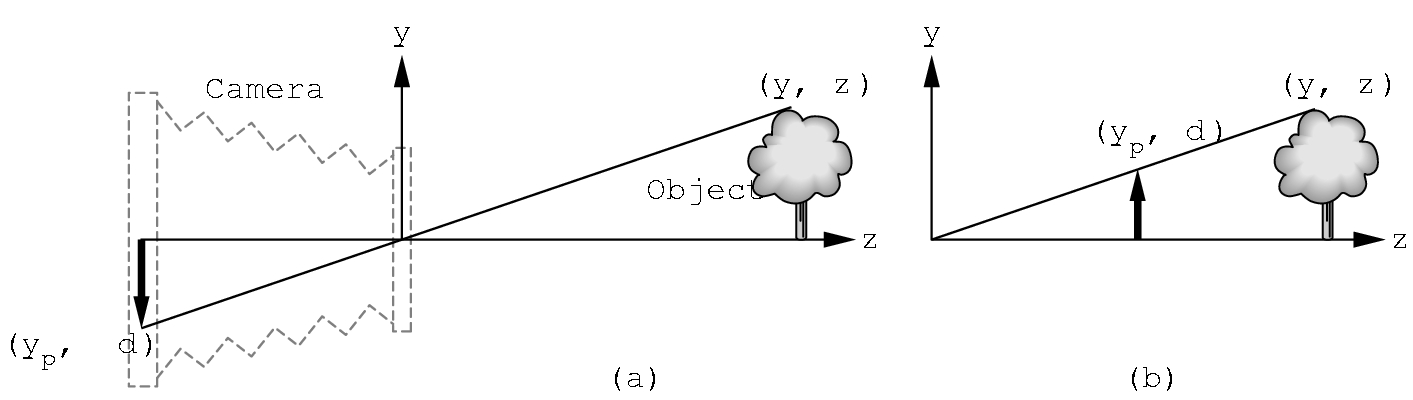 y
Camera
(y, z)
Object
z
(yp, d)
(a)
y
(y, z)
(yp, d)
z
(b)